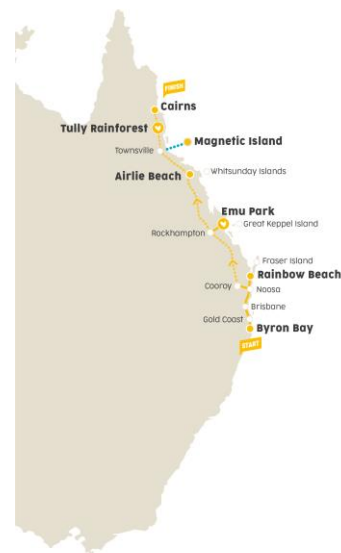 FINISH
Cairns
Tully Rainforest
Magnetic Island
Townsville
Airlie Beach
Whitsunday Islands
Emu Park
Great Keppel Island
Rockhampton
Fraser Island
Rainbow Beach
Cooroy
Noosa
Brisbane
Gold Coast
Byron Bay
START